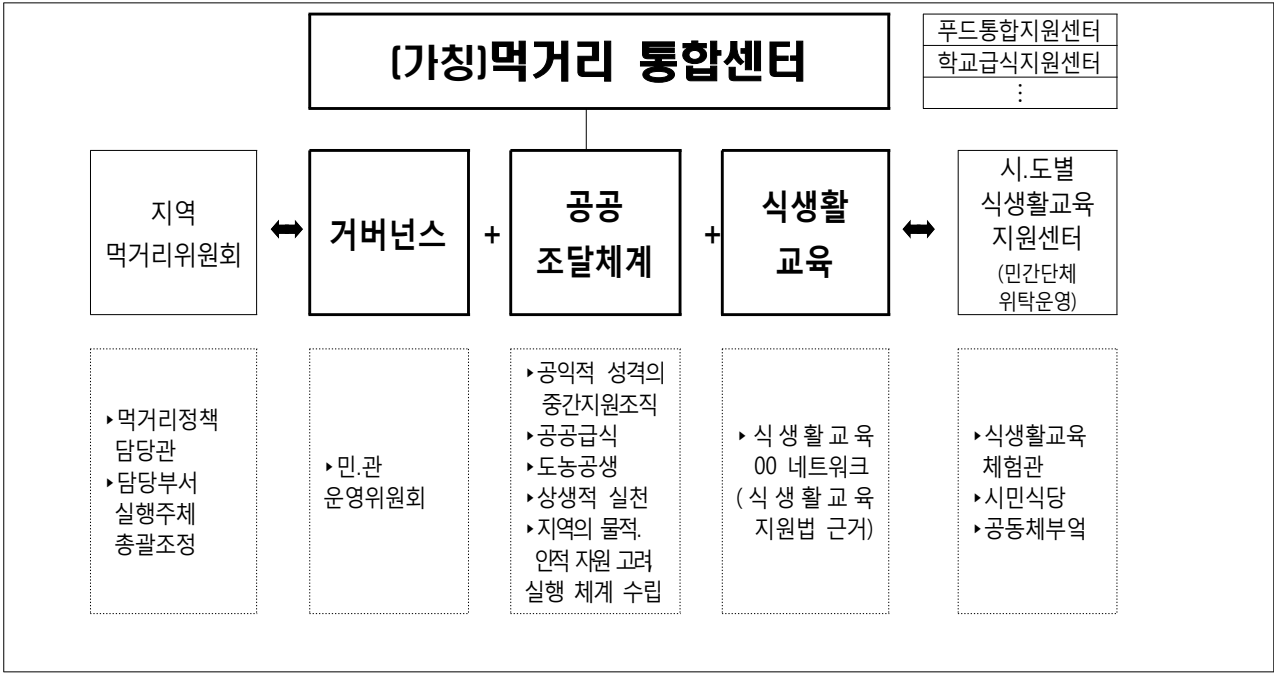 (가칭)먹거리 통합센터
푸드통합지원센터
학교급식지원센터
⋮
지역
먹거리위원회
⬌
거버넌스
+
공공
조달체계
+
식생활
교육
⬌
시.도별
식생활교육
지원센터
(민간단체
위탁운영)
▸먹거리정책
담당관
▸담당부서
실행주체
총괄조정
▸민.관
운영위원회
▸공익적 성격의
중간지원조직
▸공공급식
▸도농공생
▸상생적 실천
▸지역의 물적.
인적 자원 고려,
실행 체계 수립
▸식생활교육
00 네트워크
(식생활교육
지원법 근거)
▸식생활교육
체험관
▸시민식당
▸공동체부엌